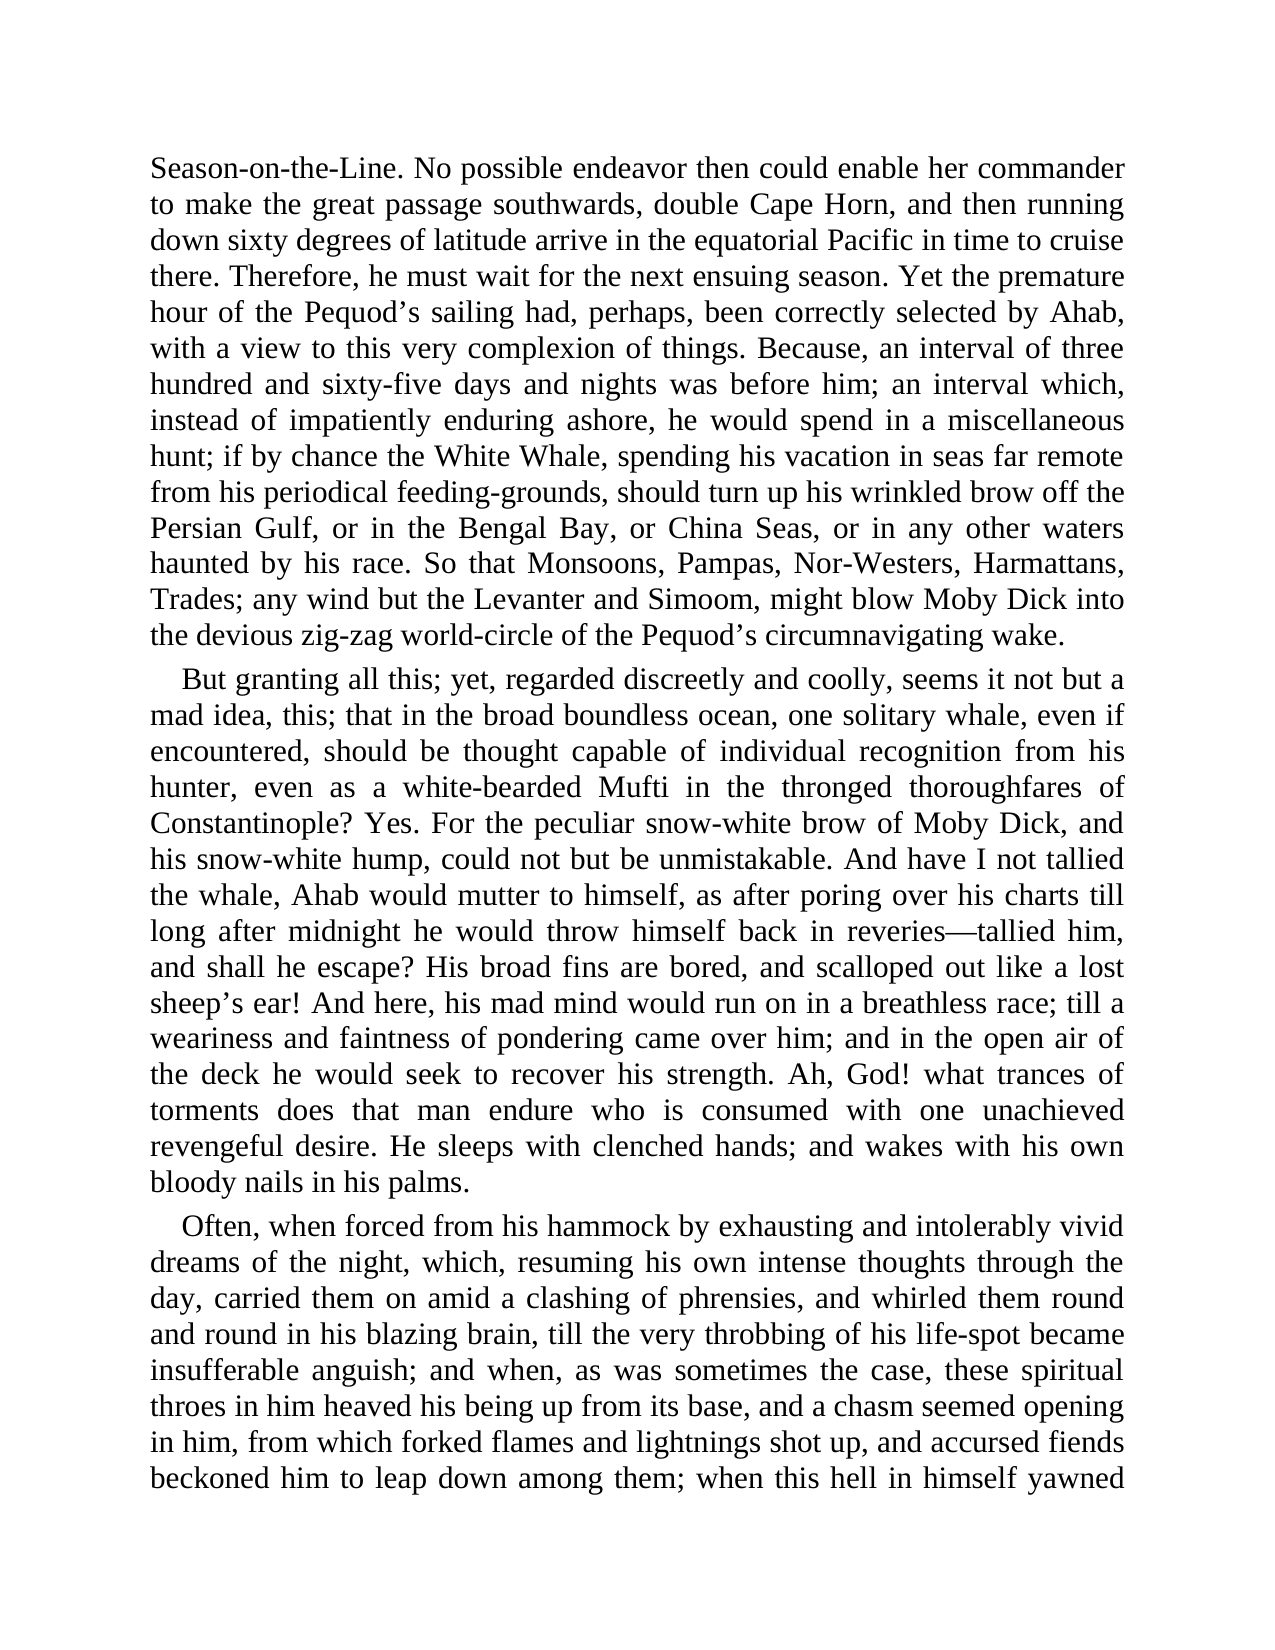 Season-on-the-Line. No possible endeavor then could enable her commander
to make the great passage southwards, double Cape Horn, and then running
down sixty degrees of latitude arrive in the equatorial Pacific in time to cruise
there. Therefore, he must wait for the next ensuing season. Yet the premature
hour of the Pequod’s sailing had, perhaps, been correctly selected by Ahab,
with a view to this very complexion of things. Because, an interval of three
hundred and sixty-five days and nights was before him; an interval which,
instead of impatiently enduring ashore, he would spend in a miscellaneous
hunt; if by chance the White Whale, spending his vacation in seas far remote
from his periodical feeding-grounds, should turn up his wrinkled brow off the
Persian Gulf, or in the Bengal Bay, or China Seas, or in any other waters
haunted by his race. So that Monsoons, Pampas, Nor-Westers, Harmattans,
Trades; any wind but the Levanter and Simoom, might blow Moby Dick into
the devious zig-zag world-circle of the Pequod’s circumnavigating wake.
But granting all this; yet, regarded discreetly and coolly, seems it not but a
mad idea, this; that in the broad boundless ocean, one solitary whale, even if
encountered, should be thought capable of individual recognition from his
hunter, even as a white-bearded Mufti in the thronged thoroughfares of
Constantinople? Yes. For the peculiar snow-white brow of Moby Dick, and
his snow-white hump, could not but be unmistakable. And have I not tallied
the whale, Ahab would mutter to himself, as after poring over his charts till
long after midnight he would throw himself back in reveries—tallied him,
and shall he escape? His broad fins are bored, and scalloped out like a lost
sheep’s ear! And here, his mad mind would run on in a breathless race; till a
weariness and faintness of pondering came over him; and in the open air of
the deck he would seek to recover his strength. Ah, God! what trances of
torments does that man endure who is consumed with one unachieved
revengeful desire. He sleeps with clenched hands; and wakes with his own
bloody nails in his palms.
Often, when forced from his hammock by exhausting and intolerably vivid
dreams of the night, which, resuming his own intense thoughts through the
day, carried them on amid a clashing of phrensies, and whirled them round
and round in his blazing brain, till the very throbbing of his life-spot became
insufferable anguish; and when, as was sometimes the case, these spiritual
throes in him heaved his being up from its base, and a chasm seemed opening
in him, from which forked flames and lightnings shot up, and accursed fiends
beckoned him to leap down among them; when this hell in himself yawned